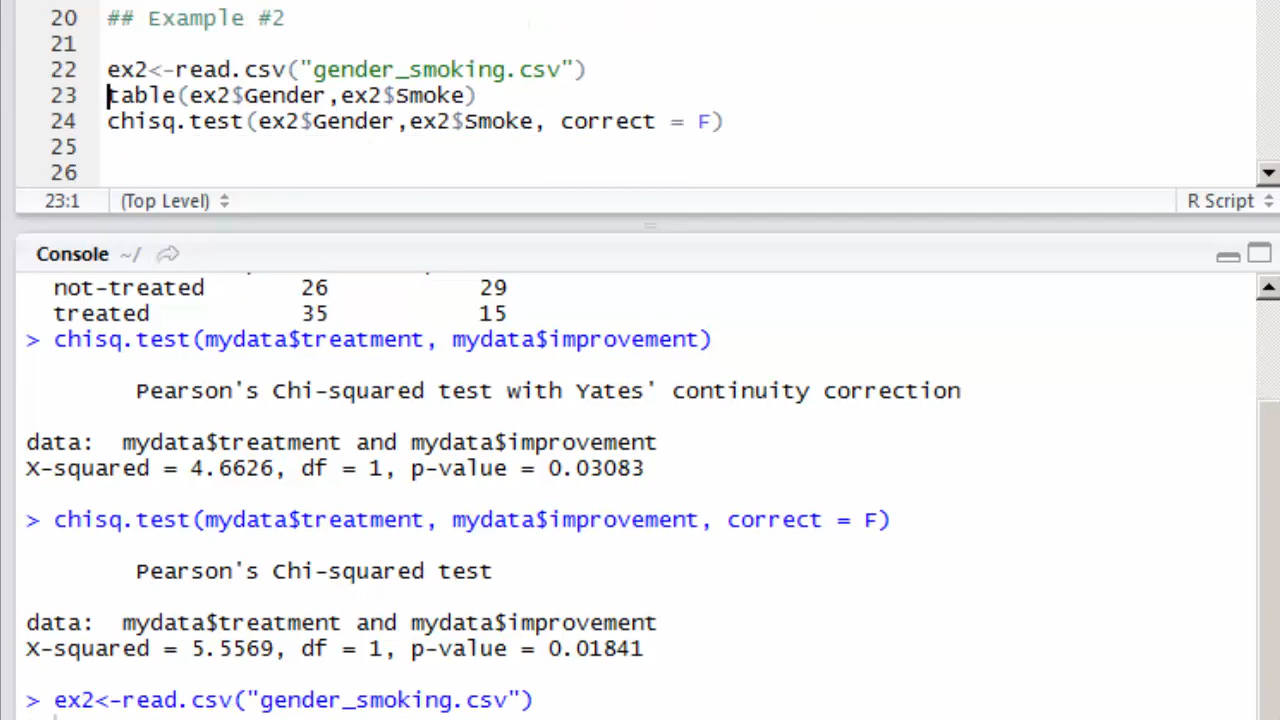 20 ## Example #2
21
22 ex2<-read.csv("gender_smoking.csv")
23 table(ex2$Gender,ex2$Smoke)
24 chisq.test(ex2$Gender,ex2$Smoke, correct = F)
25
26
23:1 (Top Level) R Script
Console ~/
not-treated 26 29
treated 35 15
> chisq.test(mydata$treatment, mydata$improvement)
Pearson's Chi-squared test with Yates' continuity correction
data: mydata$treatment and mydata$improvement
X-squared = 4.6626, df = 1, p-value = 0.03083
> chisq.test(mydata$treatment, mydata$improvement, correct = F)
Pearson's Chi-squared test
data: mydata$treatment and mydata$improvement
X-squared = 5.5569, df = 1, p-value = 0.01841
> ex2<-read.csv("gender_smoking.csv")